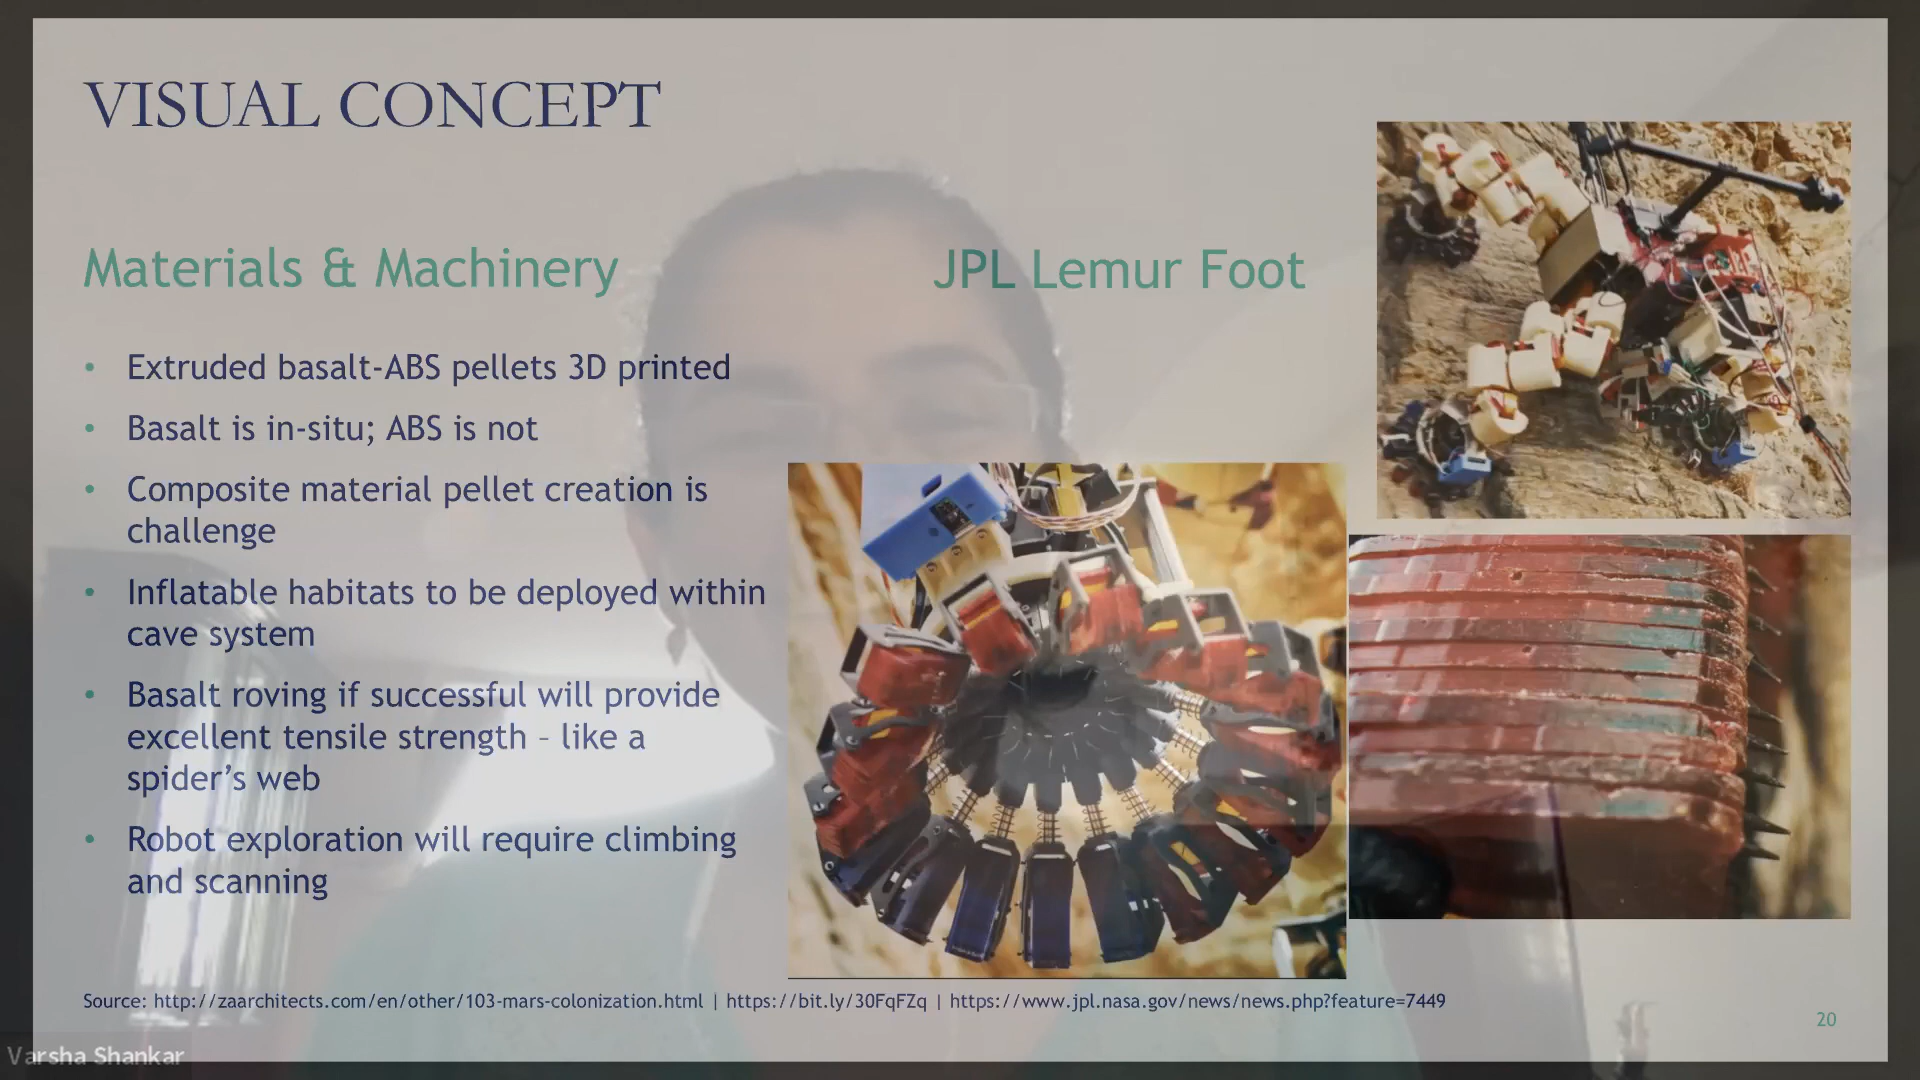 VISUAL CONCEPT
Materials & Machinery
• Extruded basalt-ABS pellets 3D printed
• Basalt is in-situ; ABS is not
• Composite material pellet creation is
challenge
• Inflatable habitats to be deployed within
cave system
• Basalt roving if successful will provide
excellent tensile strength – like a
spider’s web
• Robot exploration will require climbing
and scanning
JPL Lemur Foot
Source: http://zaarchitects.com/en/other/103-mars-colonization.html | https://bit.ly/30FqFZq | https://www.jpl.nasa.gov/news/news.php?feature=7449
20
Varsha Shankar